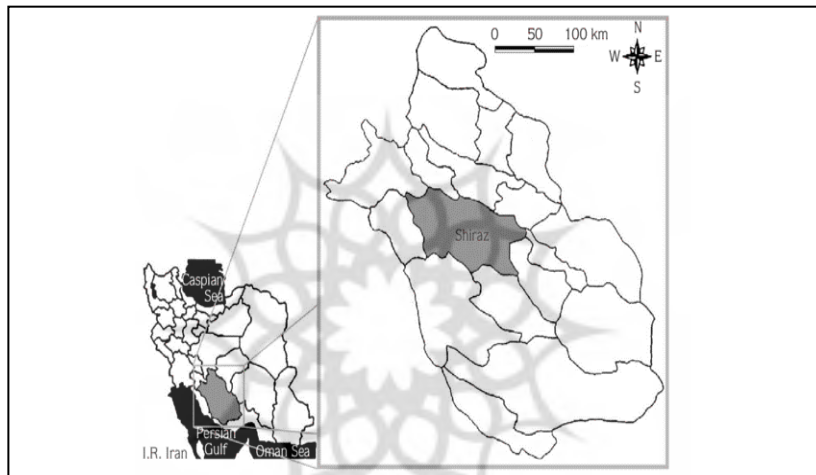 0 50 100 km
N
W E
S
Shiraz
Caspian
Sea
Persian
Gulf
Oman Sea
I.R. Iran